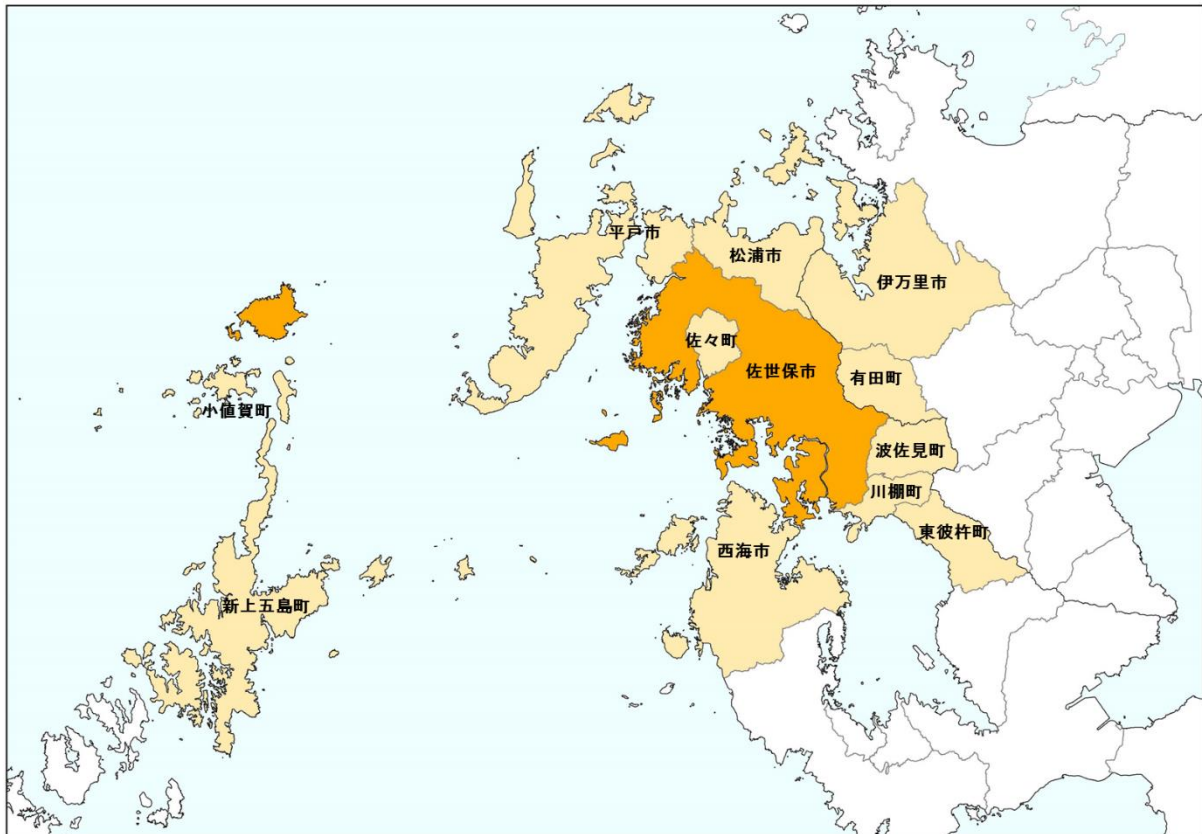 平戸市
松浦市
伊万里市
佐々町
佐世保市
有田町
小値賀町
波佐見町
川棚町
東彼杵町
西海市
新上五島町